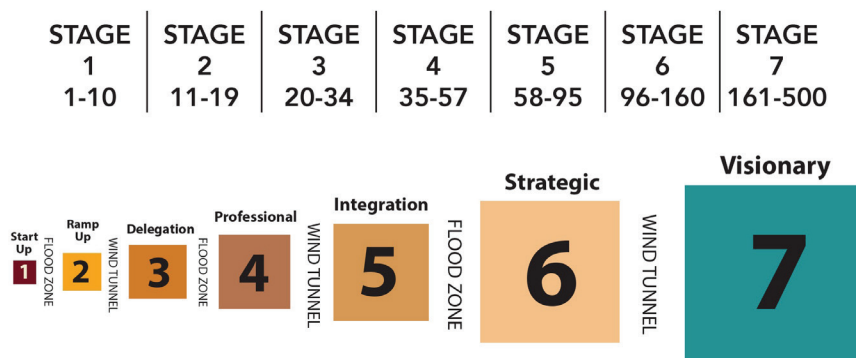 STAGE STAGE STAGE STAGE STAGE STAGE STAGE
1 2 3 4 5 6 7
1-10 11-19 20-34 35-57 58-95 96-160 161-500
Start
Up
1
FLOOD ZONE
Ramp
Up
2
WIND TUNNEL
Delegation
3
FLOOD ZONE
Professional
4
WIND TUNNEL
Integration
5
FLOOD ZONE
Strategic
6
WIND TUNNEL
Visionary
7